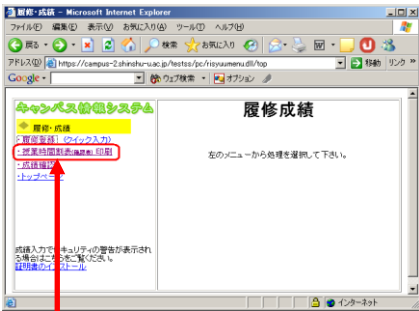 履修・成績 - Microsoft Internet Explorer
ファイル(F) 編集(E) 表示(V) お気に入り(A) ツール(T) ヘルプ(H)
戻る 検索 お気に入り
アドレス(D) https://campus-2.shinshu-u.ac.jp/testss/pc/risyuumenu.dll/top 移動 リンク »
Google ウェブ検索 オプション
キャンパス情報システム
履修・成績
・履修登録 (クイック入力)
・授業時間割表(確認表) 印刷
・成績確認
・トップページ
成績入力でセキュリティの警告が表示され
る場合はこちらをご覧ください。
証明書のインストール
履修成績
左のメニューから処理を選択して下さい。
インターネット